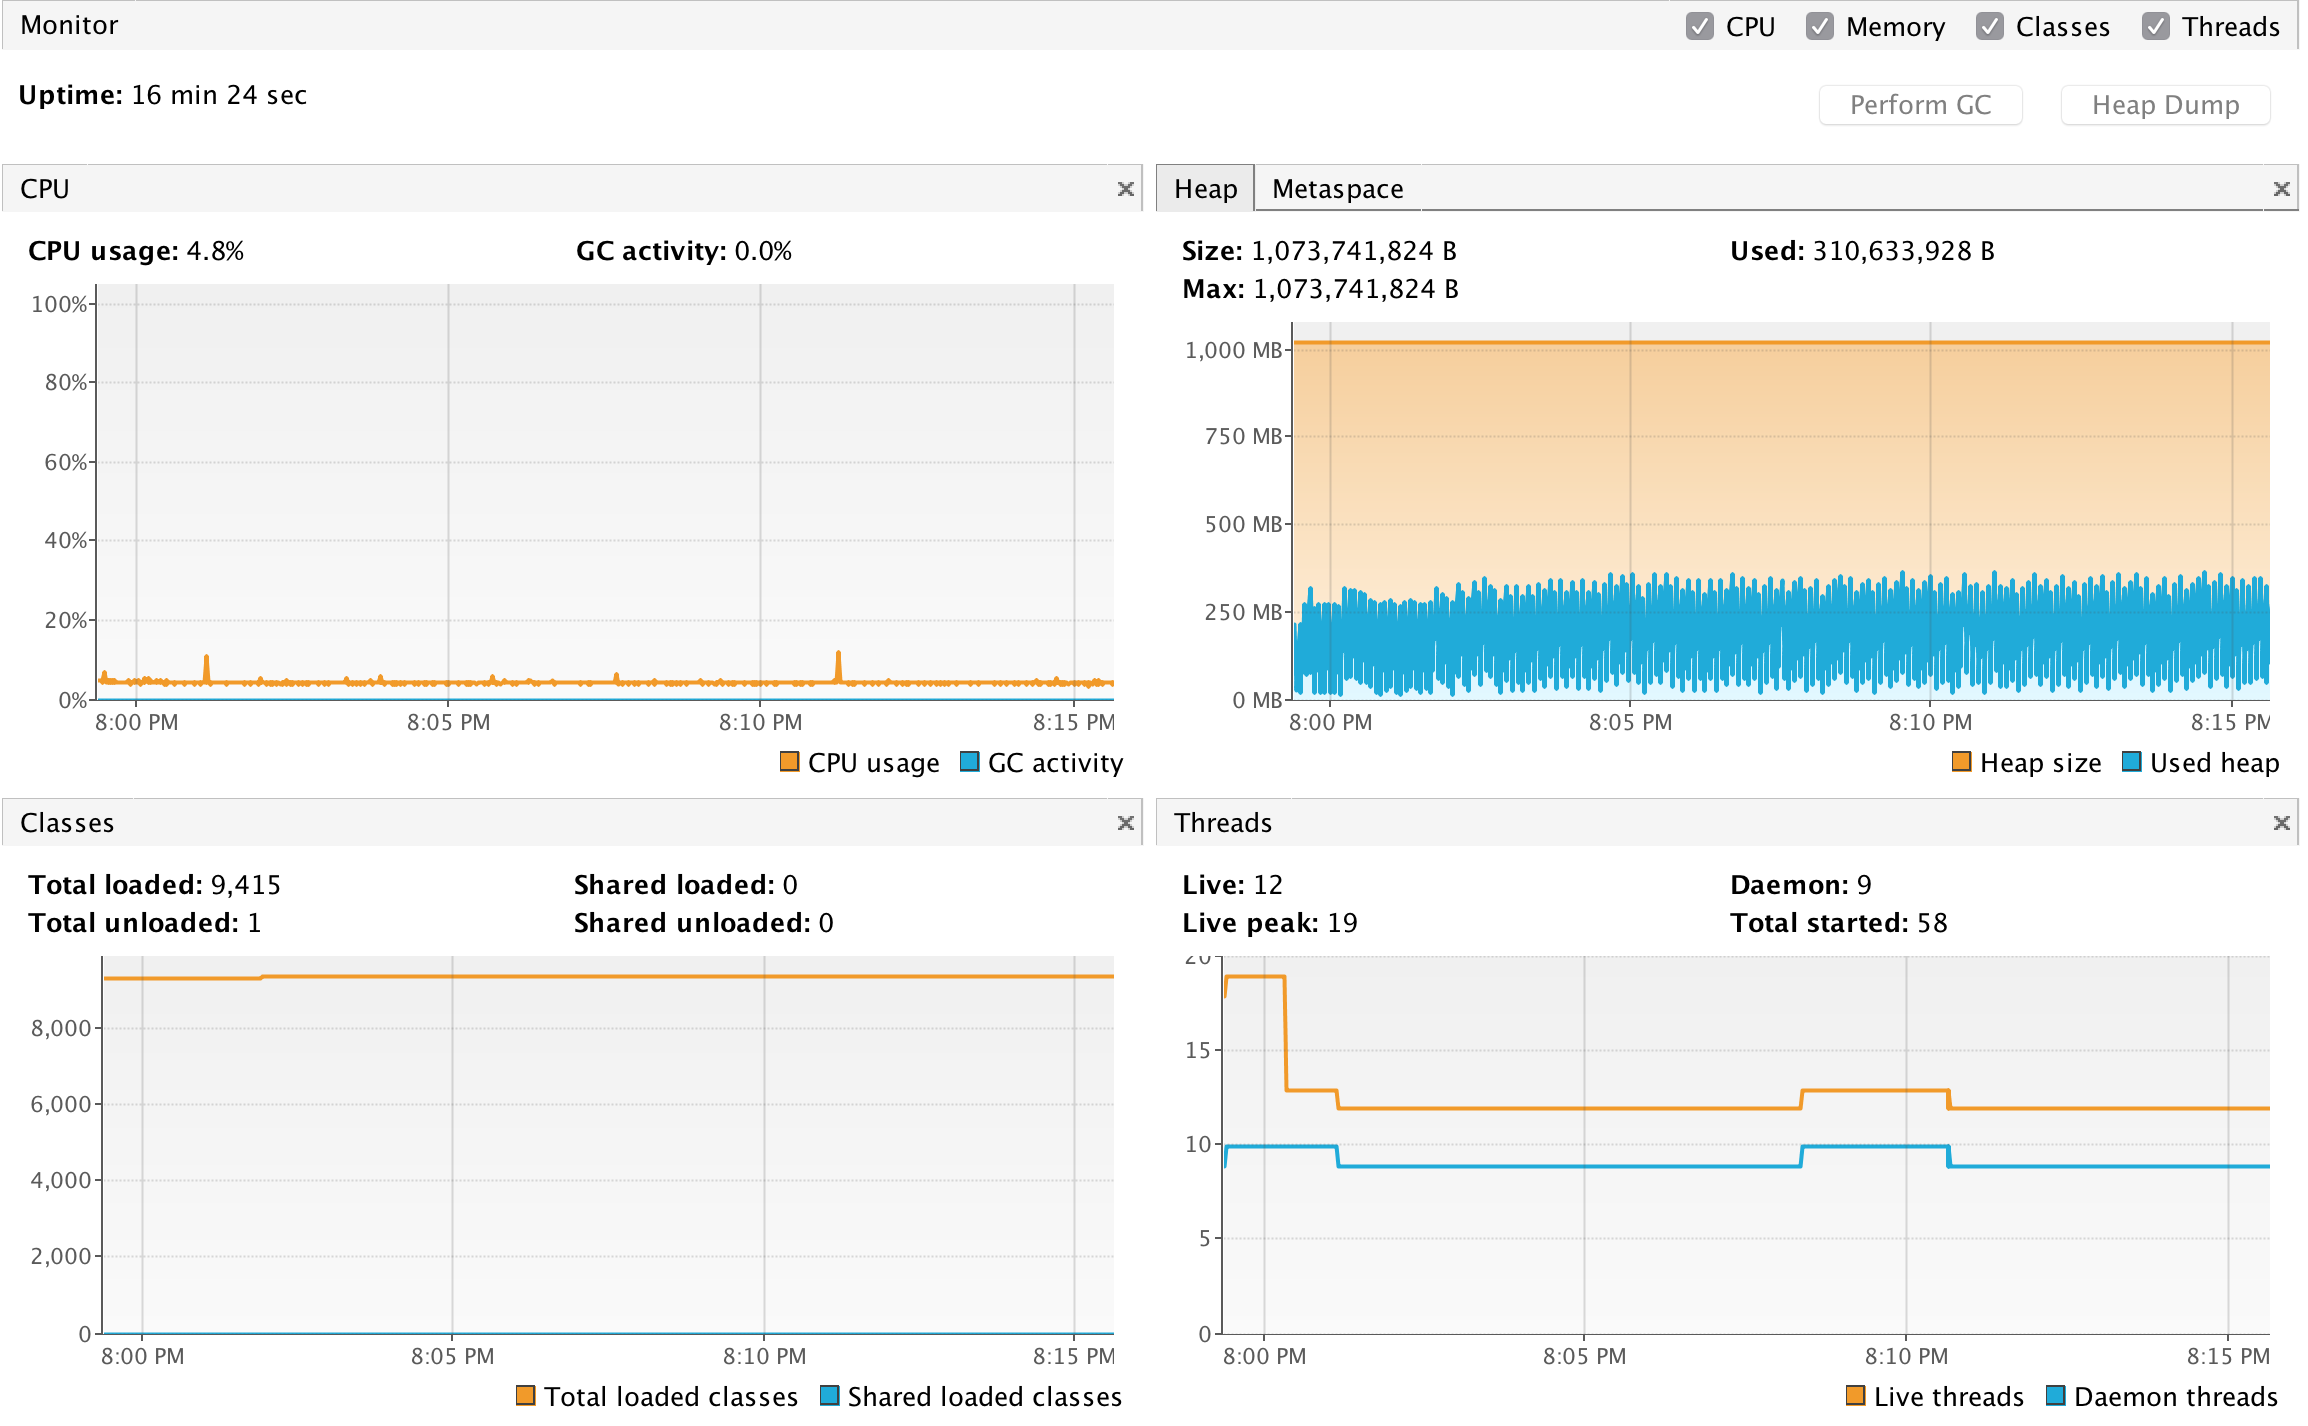 Monitor
CPU Memory Classes Threads
Uptime: 16 min 24 sec
Perform GC Heap Dump
CPU
CPU usage: 4.8% GC activity: 0.0%
100%
80%
60%
40%
20%
0%
8:00 PM 8:05 PM 8:10 PM 8:15 PM
CPU usage GC activity
Heap Metaspace
Size: 1,073,741,824 B Used: 310,633,928 B
Max: 1,073,741,824 B
1,000 MB
750 MB
500 MB
250 MB
0 MB
8:00 PM 8:05 PM 8:10 PM 8:15 PM
Heap size Used heap
Classes
Total loaded: 9,415 Shared loaded: 0
Total unloaded: 1 Shared unloaded: 0
8,000
6,000
4,000
2,000
0
8:00 PM 8:05 PM 8:10 PM 8:15 PM
Total loaded classes Shared loaded classes
Threads
Live: 12 Daemon: 9
Live peak: 19 Total started: 58
20
15
10
5
0
8:00 PM 8:05 PM 8:10 PM 8:15 PM
Live threads Daemon threads